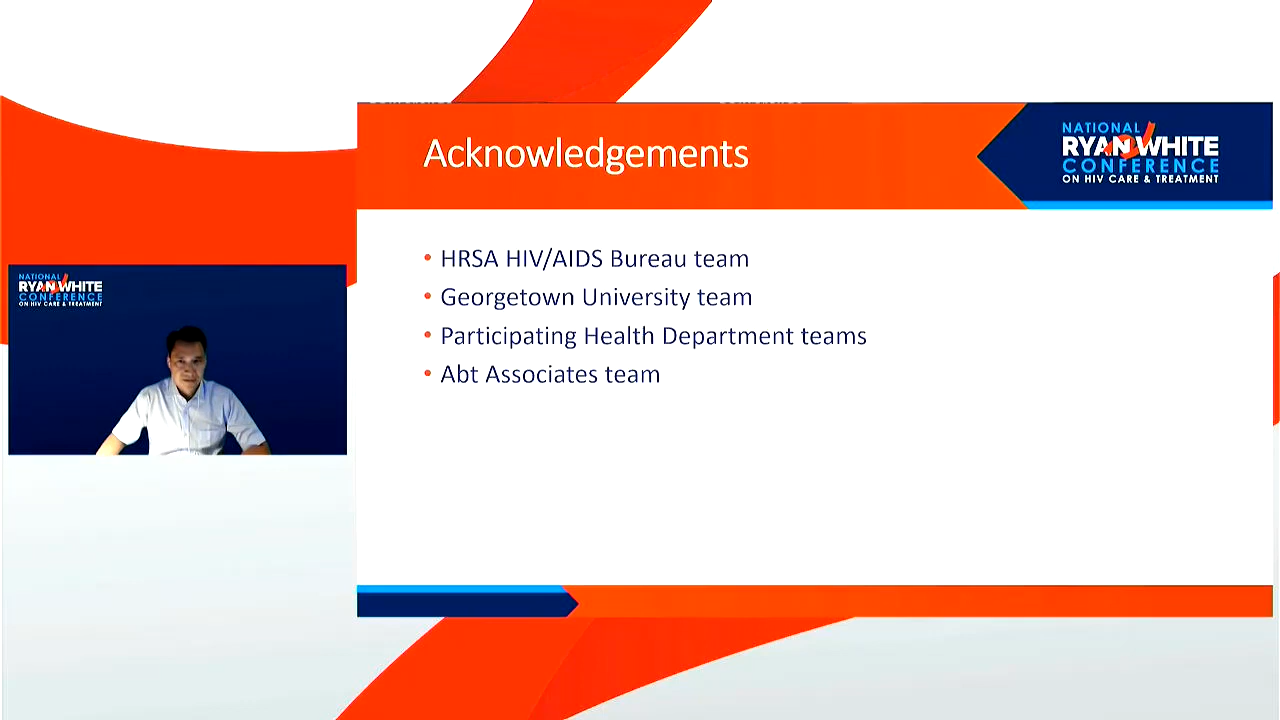 Acknowledgements
NATIONAL
RYAN WHITE
CONFERENCE
ON HIV CARE & TREATMENT
• HRSA HIV/AIDS Bureau team
• Georgetown University team
• Participating Health Department teams
• Abt Associates team
NATIONAL
RYAN WHITE
CONFERENCE
ON HIV CARE & TREATMENT